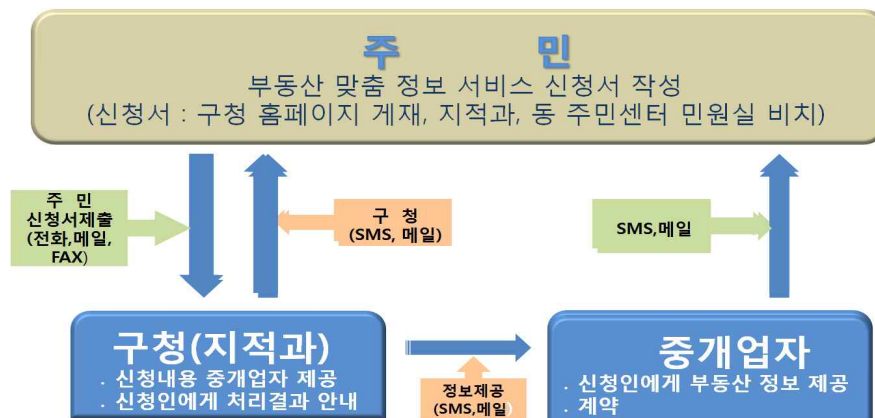 주 민
부동산 맞춤 정보 서비스 신청서 작성
(신청서 : 구청 홈페이지 게재, 지적과, 동 주민센터 민원실 비치)
주 민
신청서제출
(전화,메일,
FAX)
구 청
(SMS, 메일)
SMS,메일
구청(지적과)
. 신청내용 중개업자 제공
. 신청인에게 처리결과 안내
정보제공
(SMS,메일)
중개업자
. 신청인에게 부동산 정보 제공
. 계약